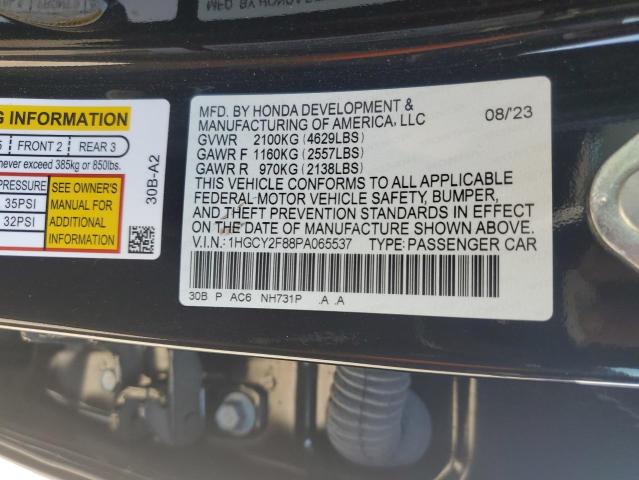 G INFORMATION
5 FRONT 2 REAR 3
never exceed 385kg or 850lbs.
PRESSURE
35PSI
32PSI
SEE OWNER'S
MANUAL FOR
ADDITIONAL
INFORMATION
30B-A2
MFD. BY HONDA DEVELOPMENT &
MANUFACTURING OF AMERICA, LLC 08/'23
GVWR 2100KG (4629LBS)
GAWR F 1160KG (2557LBS)
GAWR R 970KG (2138LBS)
THIS VEHICLE CONFORMS TO ALL APPLICABLE
FEDERAL MOTOR VEHICLE SAFETY, BUMPER,
AND THEFT PREVENTION STANDARDS IN EFFECT
ON THE DATE OF MANUFACTURE SHOWN ABOVE.
V.I.N.:1HGCY2F88PA065537 TYPE:PASSENGER CAR
30B P AC6 NH731P .A .A